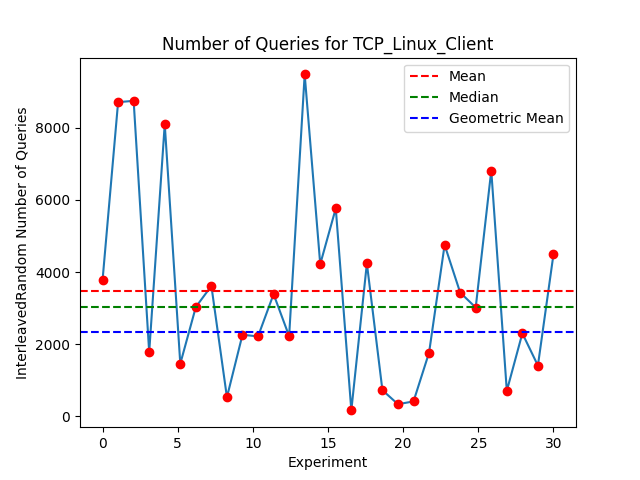 Number of Queries for TCP_Linux_Client
Mean
Median
Geometric Mean
InterleavedRandom Number of Queries
8000
6000
4000
2000
0
0 5 10 15 20 25 30
Experiment